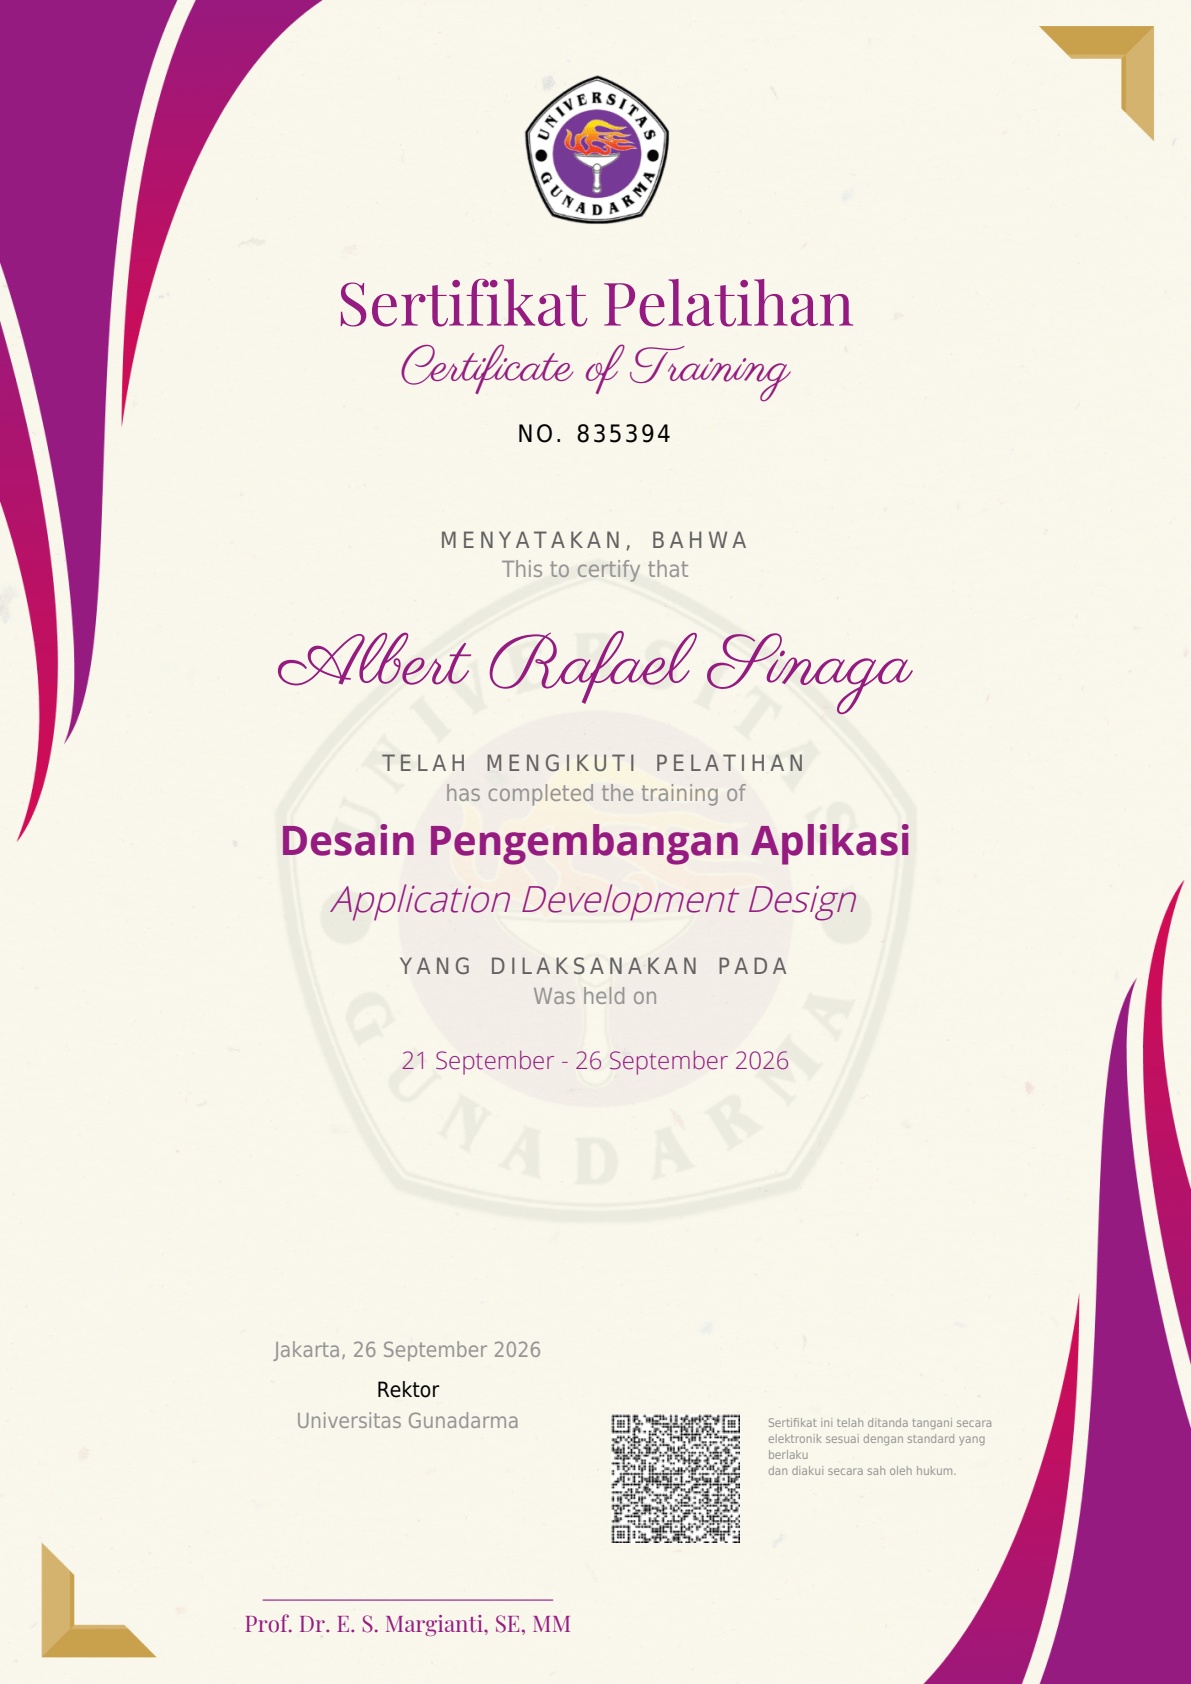 UNIVERSITAS
GUNADARMA
Sertifikat Pelatihan
Certificate of Training
NO. 835394
MENYATAKAN, BAHWA
This to certify that
Albert Rafael Sinaga
TELAH MENGIKUTI PELATIHAN
has completed the training of
Desain Pengembangan Aplikasi
Application Development Design
YANG DILAKSANAKAN PADA
Was held on
21 September - 26 September 2026
UNIVERSITAS
GUNADARMA
Jakarta, 26 September 2026
Rektor
Universitas Gunadarma
Sertifikat ini telah ditanda tangani secara
elektronik sesuai dengan standard yang
berlaku
dan diakui secara sah oleh hukum.
Prof. Dr. E. S. Margianti, SE, MM